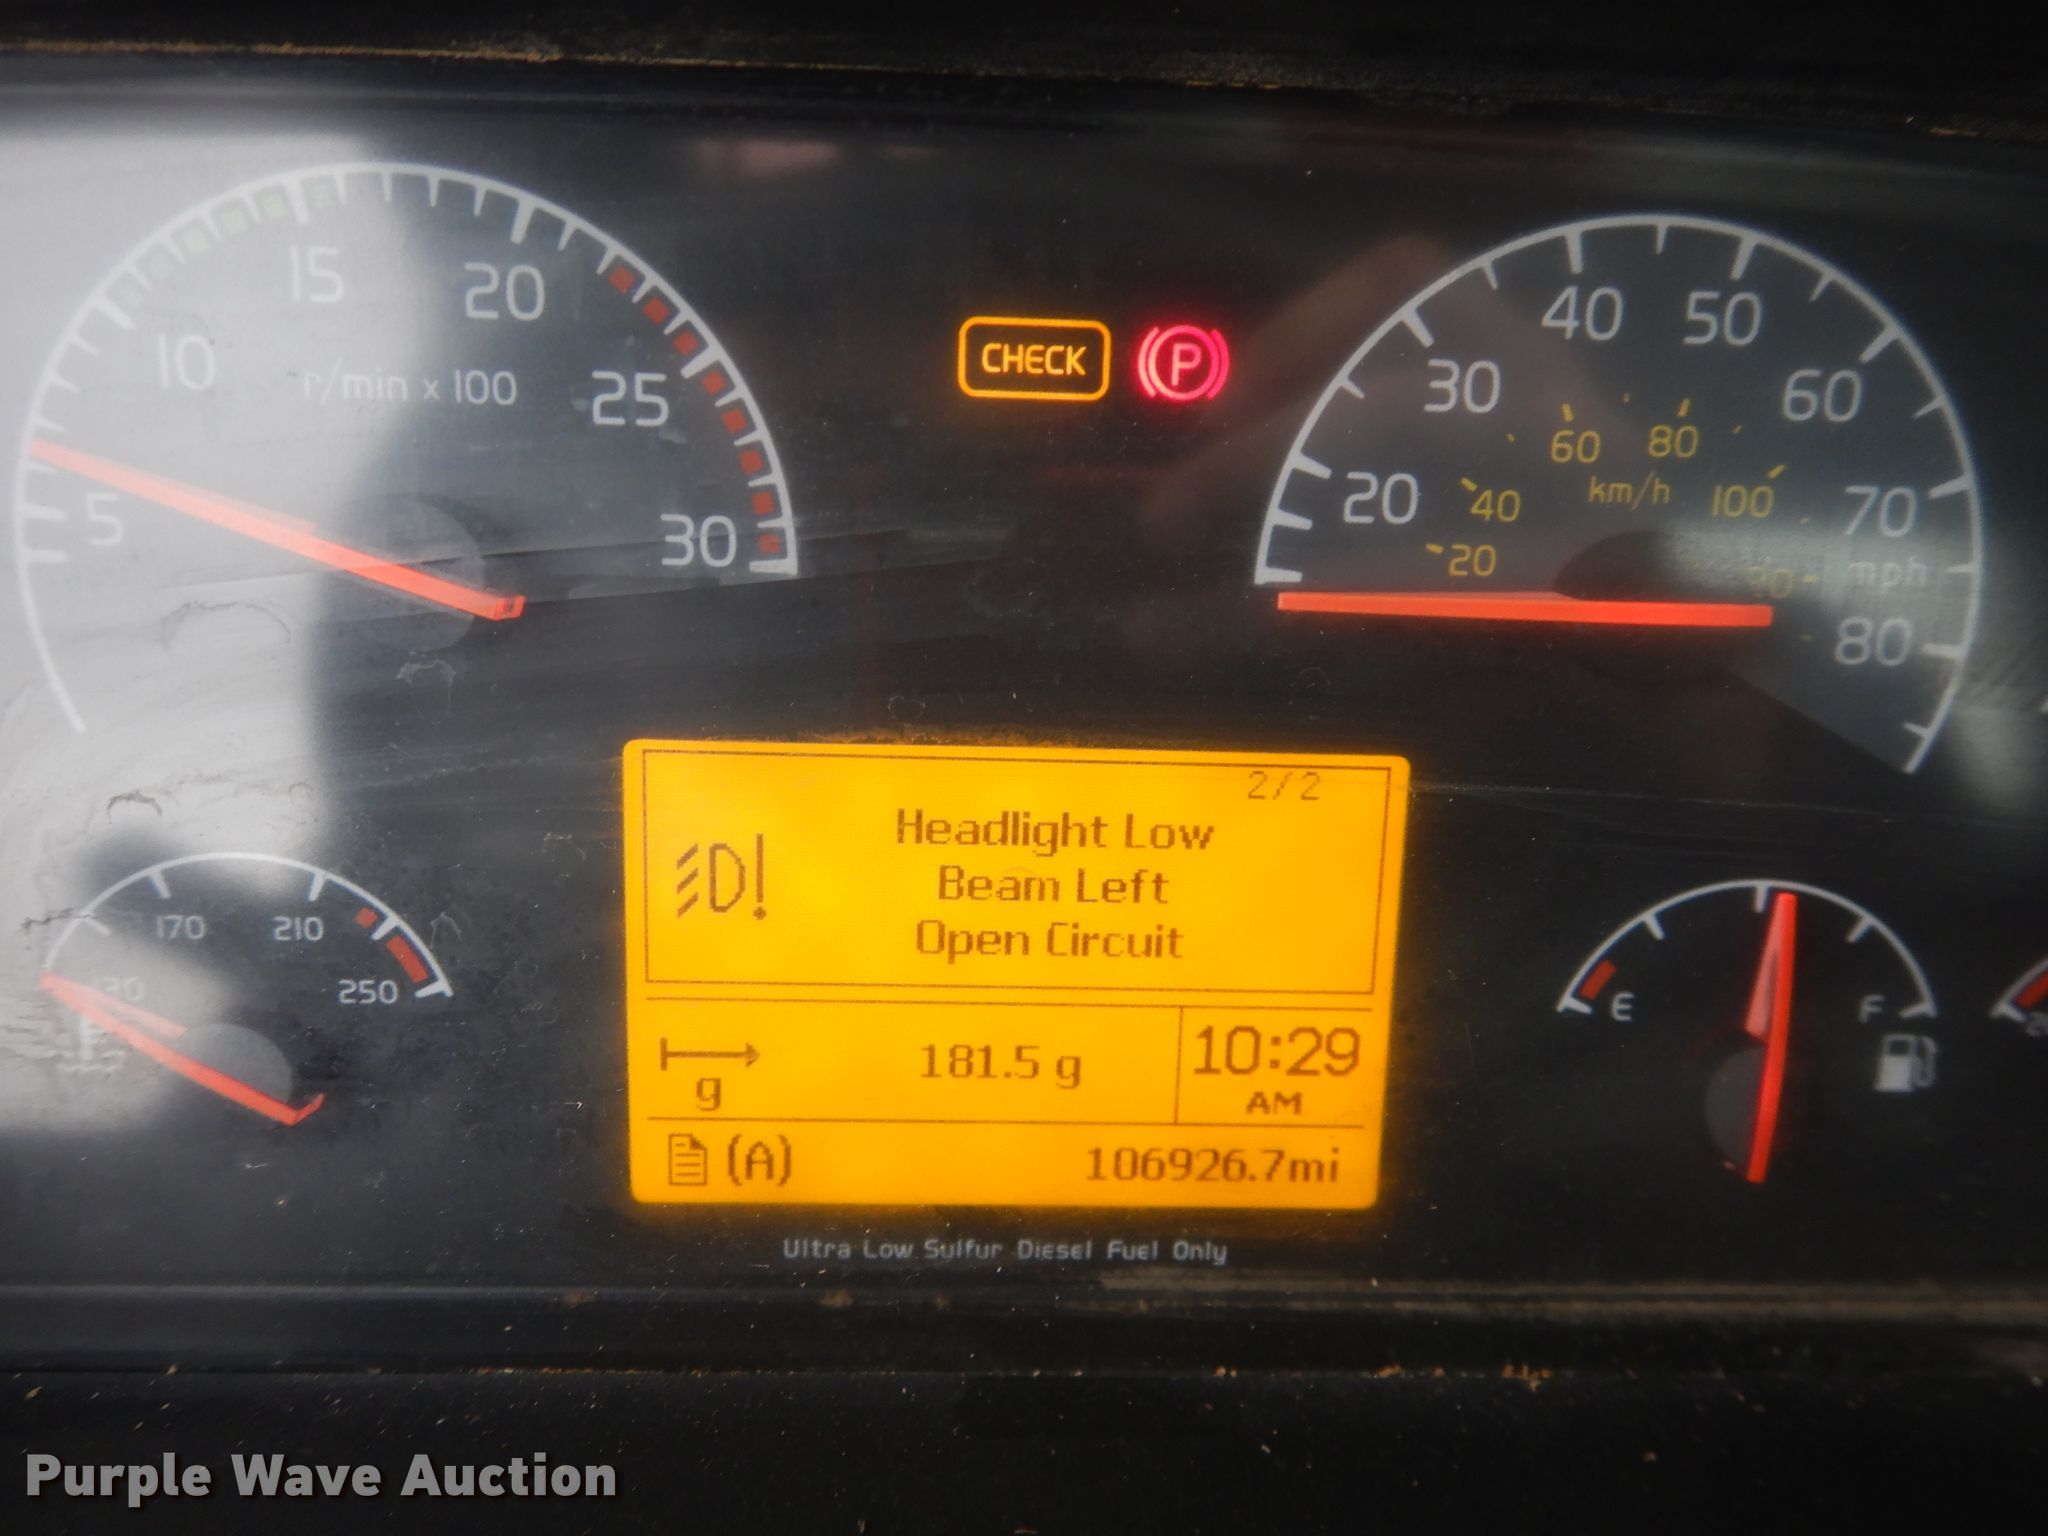 15
20
10
r/min x 100
25
5
30
CHECK
P
40
50
30
60
60
80
km/h
20
40
100
70
20
mph
80
2/2
Headlight Low
Beam Left
Open Circuit
170
210
130
250
E
F
g
181.5 g
10:29
AM
(A)
106926.7mi
Ultra Low Sulfur Diesel Fuel Only
Purple Wave Auction